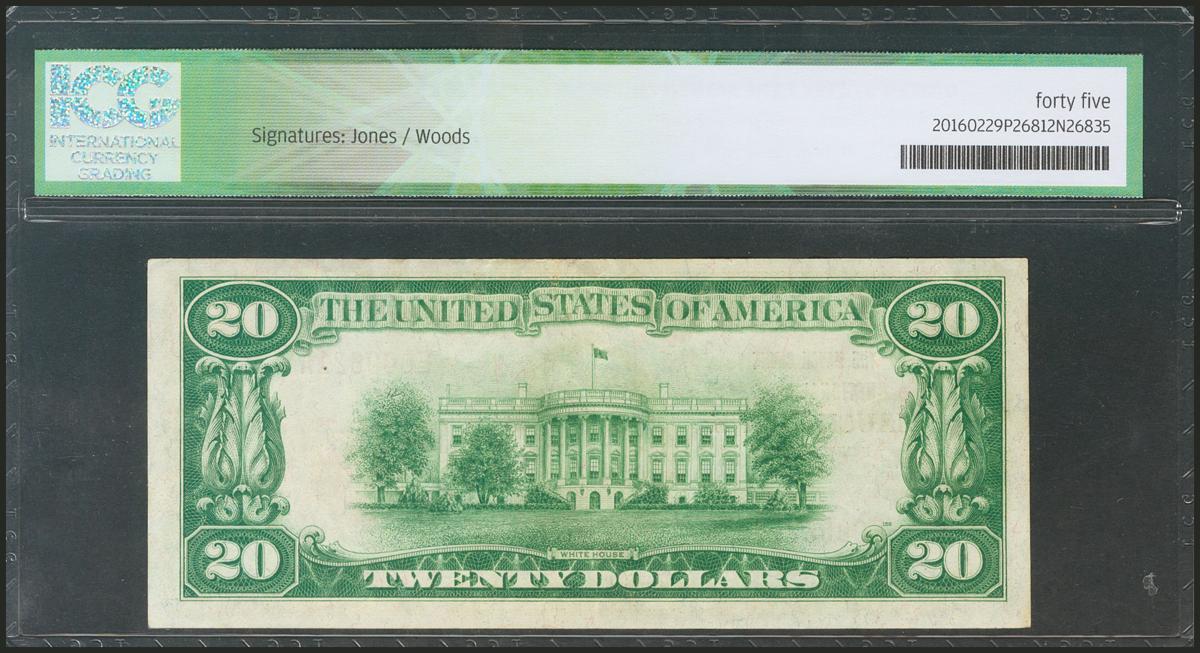 ICG
INTERNATIONAL
CURRENCY
GRADING
Signatures: Jones / Woods
forty five
20160229P26812N26835
20
THE UNITED STATES OF AMERICA
20
WHITE HOUSE
20
TWENTY DOLLARS
20